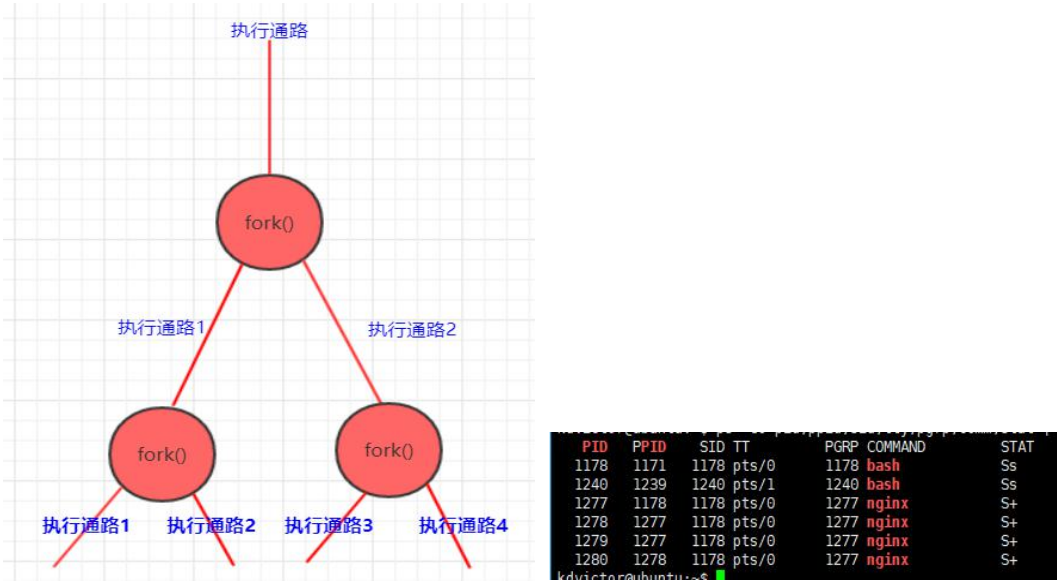 执行通路
fork()
执行通路1
执行通路2
fork()
fork()
执行通路1
执行通路2
执行通路3
执行通路4
PID PPID SID TT PGRP COMMAND STAT
1178 1171 1178 pts/0 1178 bash Ss
1240 1239 1240 pts/1 1240 bash Ss
1277 1178 1178 pts/0 1277 nginx S+
1278 1277 1178 pts/0 1277 nginx S+
1279 1277 1178 pts/0 1277 nginx S+
1280 1278 1178 pts/0 1277 nginx S+
kdvictor@ubuntu:~$